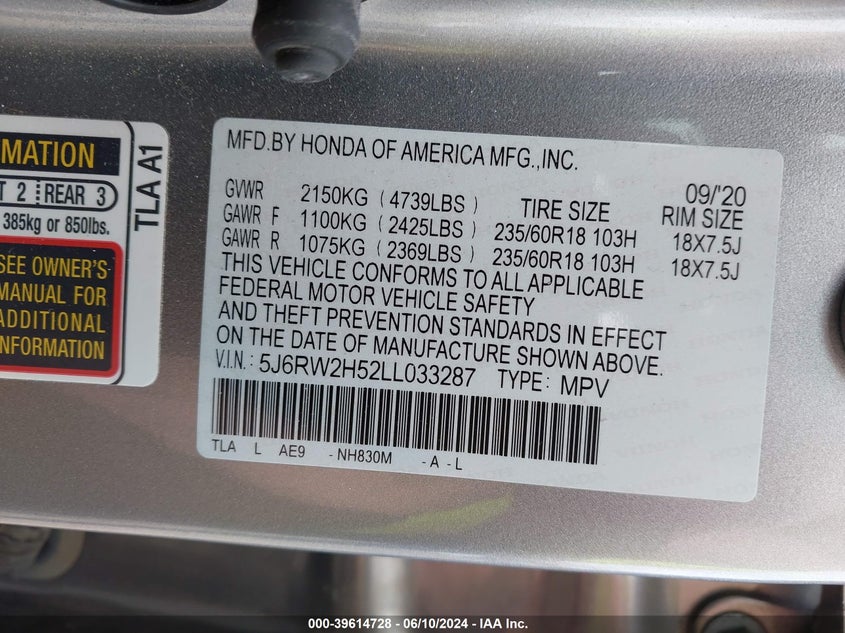 MATION
T 2 REAR 3
385kg or 850lbs.
SEE OWNER'S
MANUAL FOR
ADDITIONAL
INFORMATION
TLA A1
MFD.BY HONDA OF AMERICA MFG.,INC.
09/'20
GVWR 2150KG ( 4739LBS ) TIRE SIZE RIM SIZE
GAWR F 1100KG ( 2425LBS ) 235/60R18 103H 18X7.5J
GAWR R 1075KG ( 2369LBS ) 235/60R18 103H 18X7.5J
THIS VEHICLE CONFORMS TO ALL APPLICABLE
FEDERAL MOTOR VEHICLE SAFETY
AND THEFT PREVENTION STANDARDS IN EFFECT
ON THE DATE OF MANUFACTURE SHOWN ABOVE.
V.I.N.: 5J6RW2H52LL033287 TYPE: MPV
TLA L AE9 -NH830M -A -L
000-39614728 - 06/10/2024 - IAA Inc.